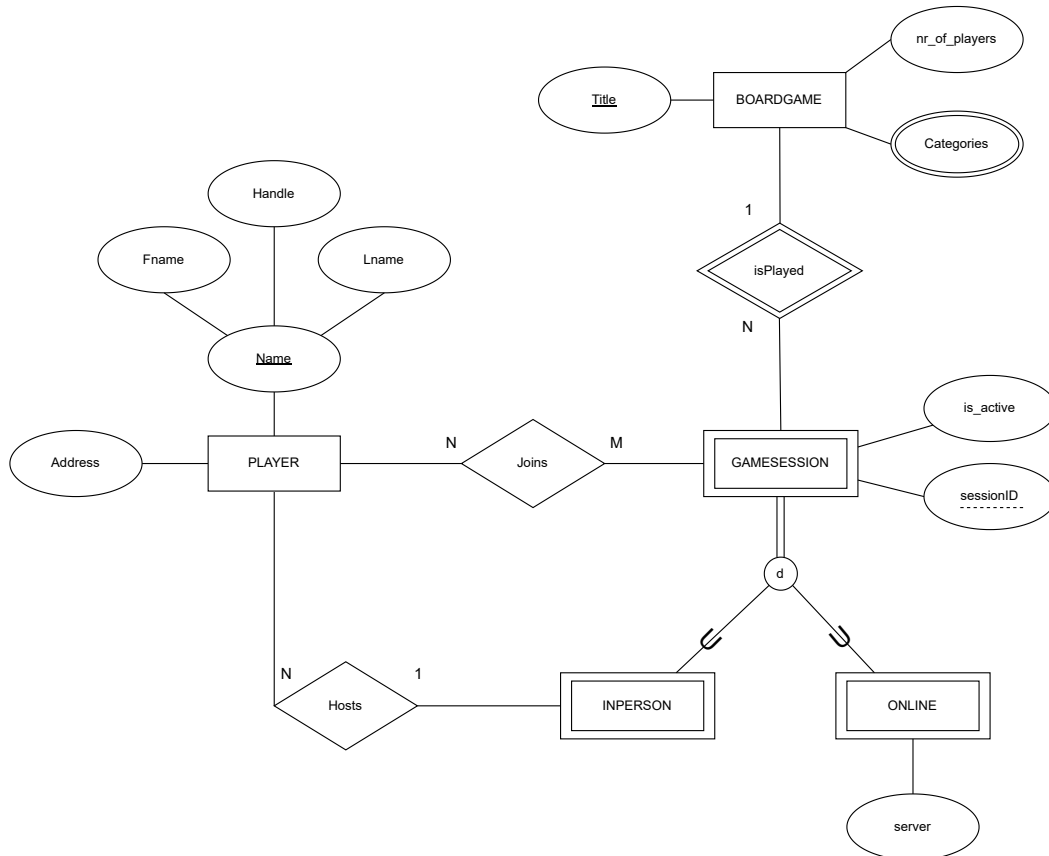 nr_of_players
Title
BOARDGAME
Categories
Handle
1
Fname
Lname
isPlayed
N
Name
is_active
N
M
Address
PLAYER
Joins
GAMESESSION
sessionID
d
N
1
Hosts
INPERSON
ONLINE
server